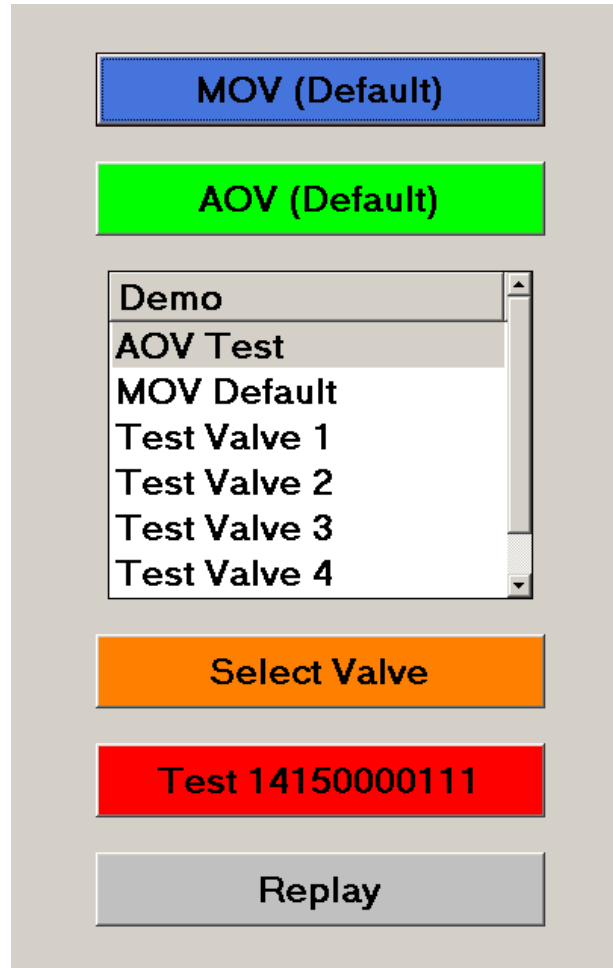 MOV (Default)
AOV (Default)
Demo
AOV Test
MOV Default
Test Valve 1
Test Valve 2
Test Valve 3
Test Valve 4
Select Valve
Test 14150000111
Replay